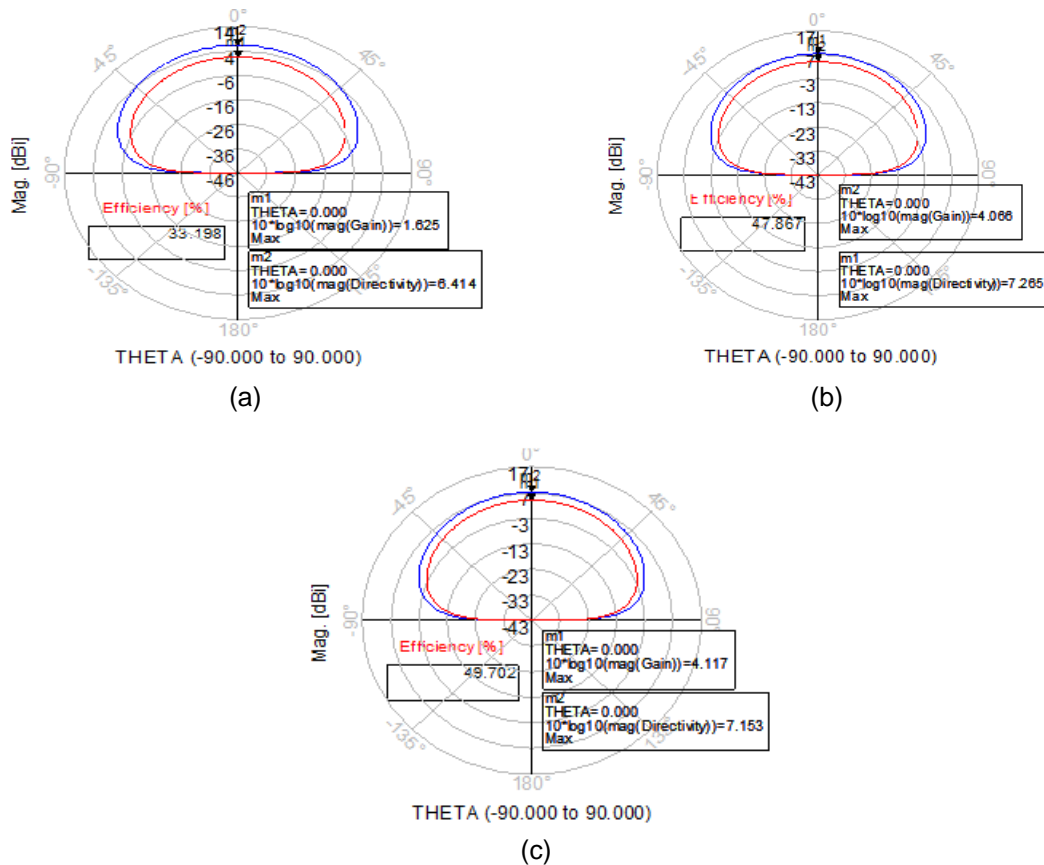 0°
-45°
45°
-90°
90°
-135°
180°
Mag. [dBi]
14
4
-6
-16
-26
-36
-46
Efficiency [%]
33.198
m1
THETA=0.000
10*log10(mag(Gain))=1.625
Max
m2
THETA=0.000
10*log10(mag(Directivity))=6.414
Max
THETA (-90.000 to 90.000)
(a)
0°
-45°
45°
-90°
90°
-135°
180°
Mag. [dBi]
17
7
-3
-13
-23
-33
-43
Efficiency [%]
47.867
m2
THETA=0.000
10*log10(mag(Gain))=4.066
Max
m1
THETA=0.000
10*log10(mag(Directivity))=7.265
Max
THETA (-90.000 to 90.000)
(b)
0°
-45°
45°
-90°
90°
-135°
135°
180°
Mag. [dBi]
17
7
-3
-13
-23
-33
-43
Efficiency [%]
49.702
m1
THETA=0.000
10*log10(mag(Gain))=4.117
Max
m2
THETA=0.000
10*log10(mag(Directivity))=7.153
Max
THETA (-90.000 to 90.000)
(c)